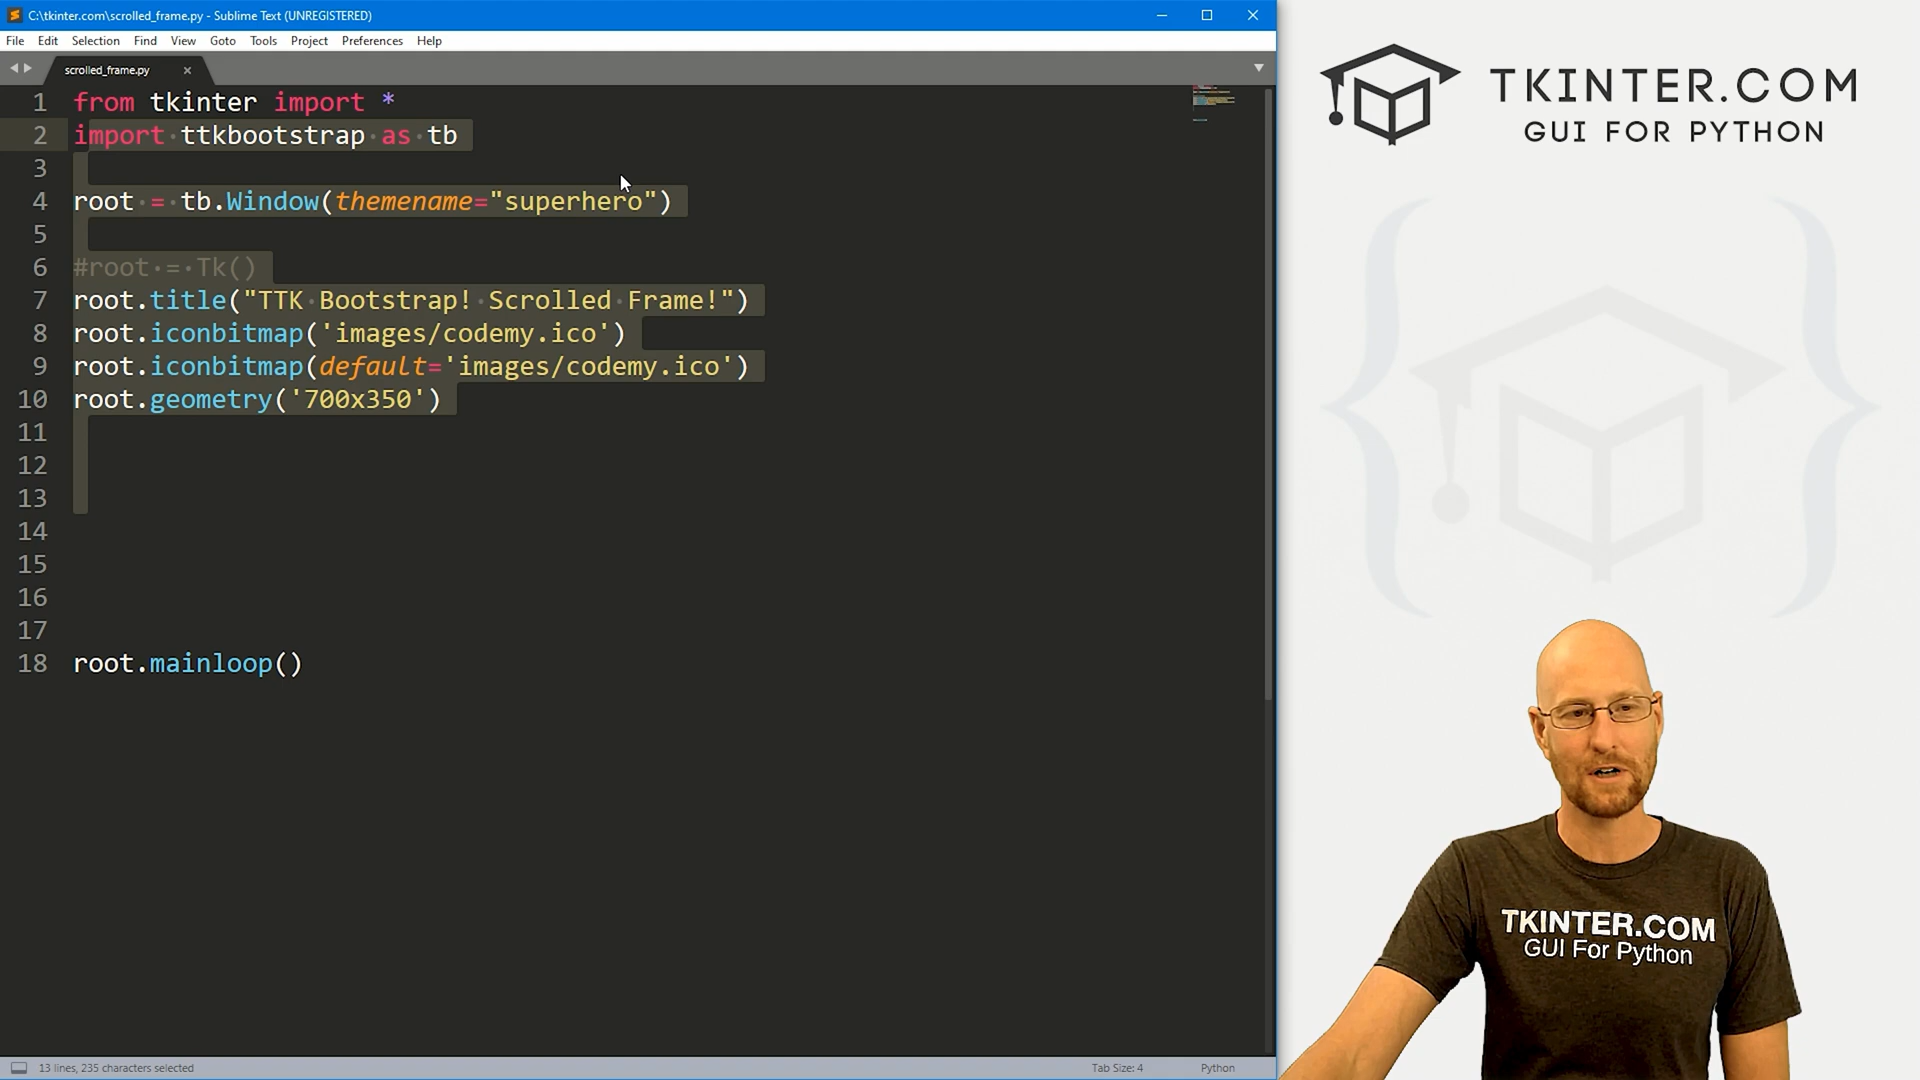 C:\tkinter.com\scrolled_frame.py - Sublime Text (UNREGISTERED)
File Edit Selection Find View Goto Tools Project Preferences Help
scrolled_frame.py
1 from tkinter import *
2 import ttkbootstrap as tb
3
4 root = tb.Window(themename="superhero")
5
6 #root = Tk()
7 root.title("TTK Bootstrap! Scrolled Frame!")
8 root.iconbitmap('images/codemy.ico')
9 root.iconbitmap(default='images/codemy.ico')
10 root.geometry('700x350')
11
12
13
14
15
16
17
18 root.mainloop()
13 lines, 235 characters selected
Tab Size: 4
Python
TKINTER.COM
GUI FOR PYTHON
TKINTER.COM
GUI For Python